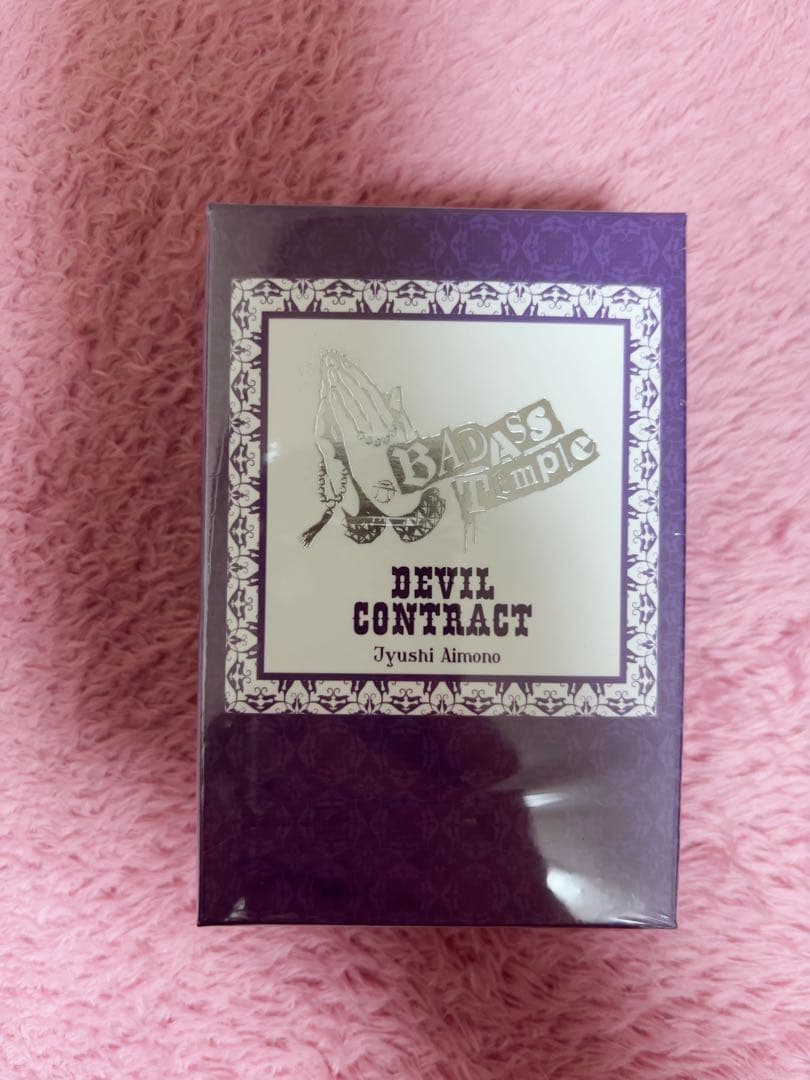 BADASS
Temple
DEVIL
CONTRACT
Jyushi Aimono